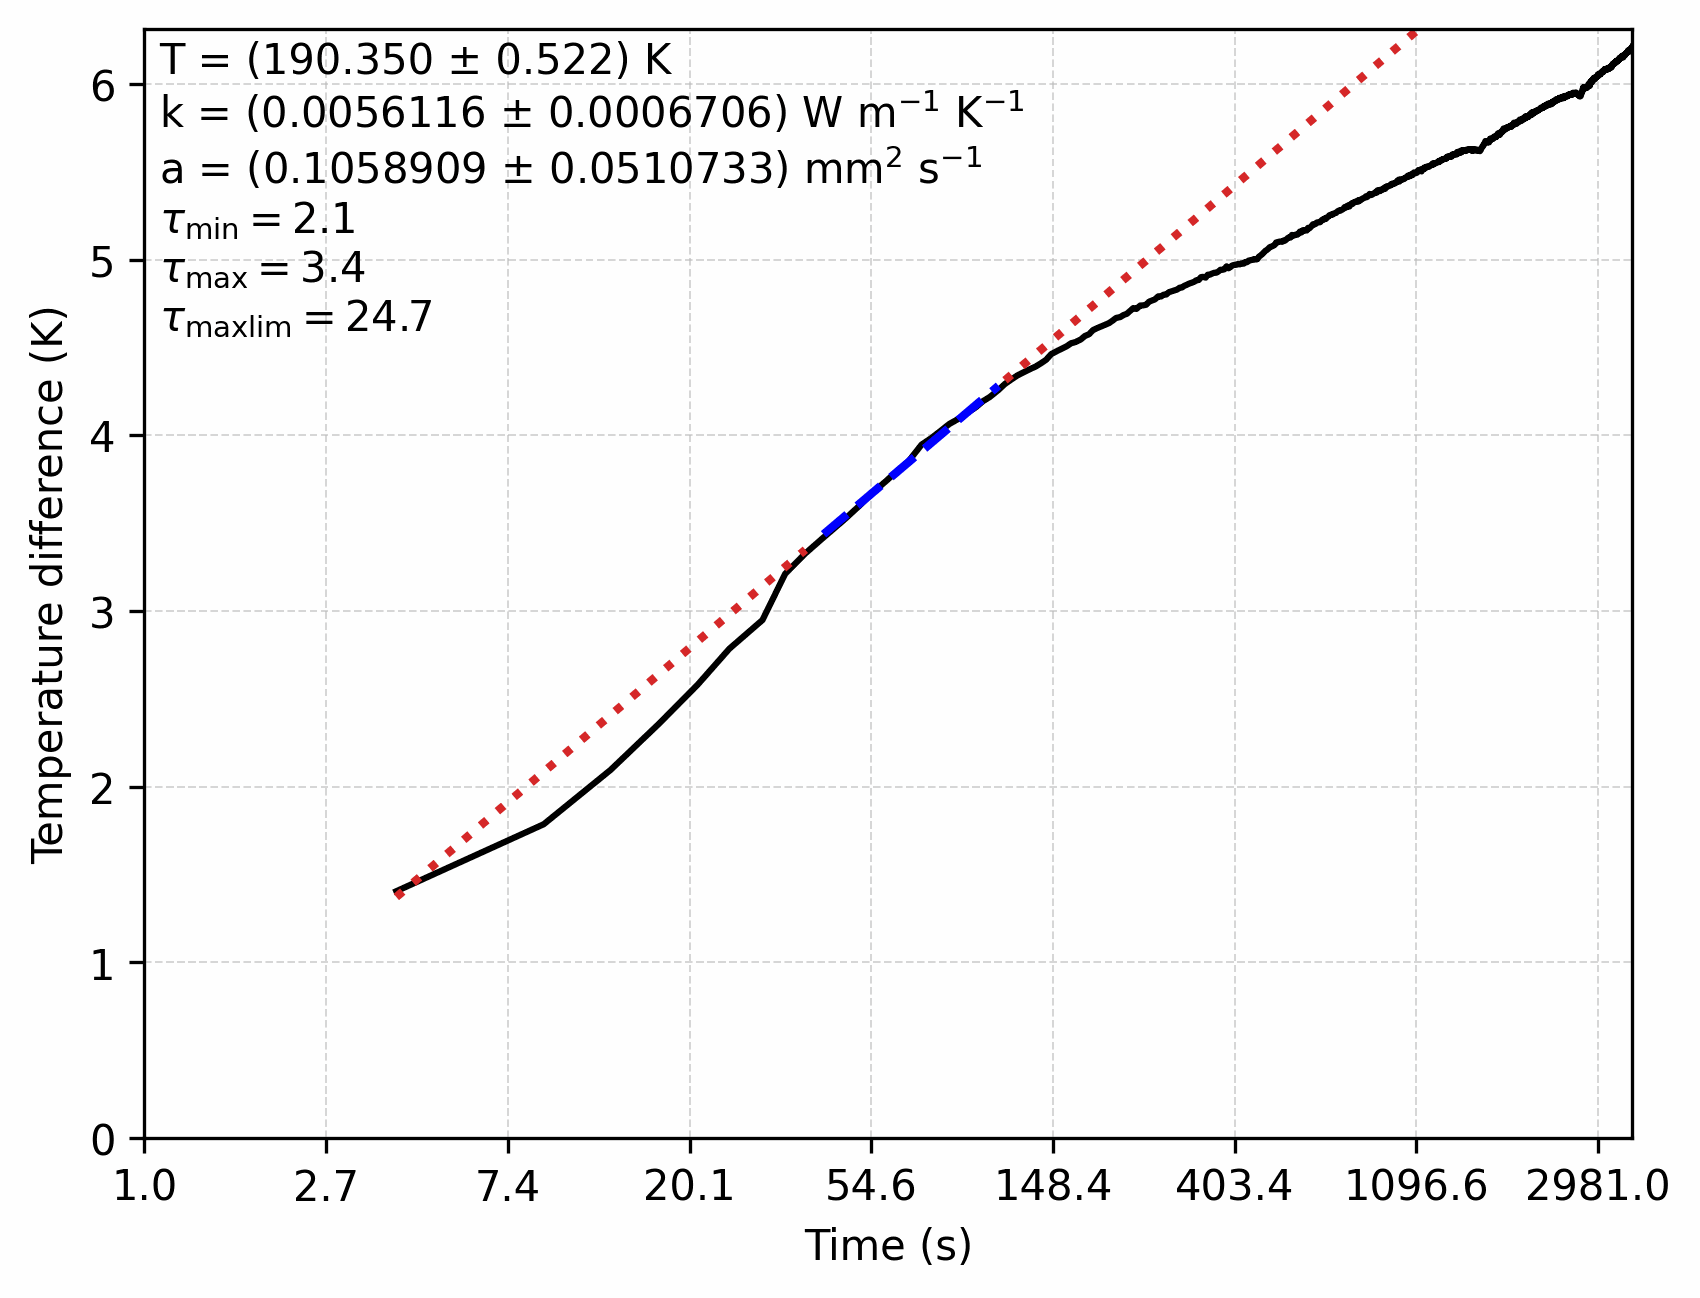 T = (190.350 ± 0.522) K
k = (0.0056116 ± 0.0006706) W m⁻¹ K⁻¹
a = (0.1058909 ± 0.0510733) mm² s⁻¹
τmin = 2.1
τmax = 3.4
τmaxlim = 24.7
Temperature difference (K)
6
5
4
3
2
1
0
1.0 2.7 7.4 20.1 54.6 148.4 403.4 1096.6 2981.0
Time (s)